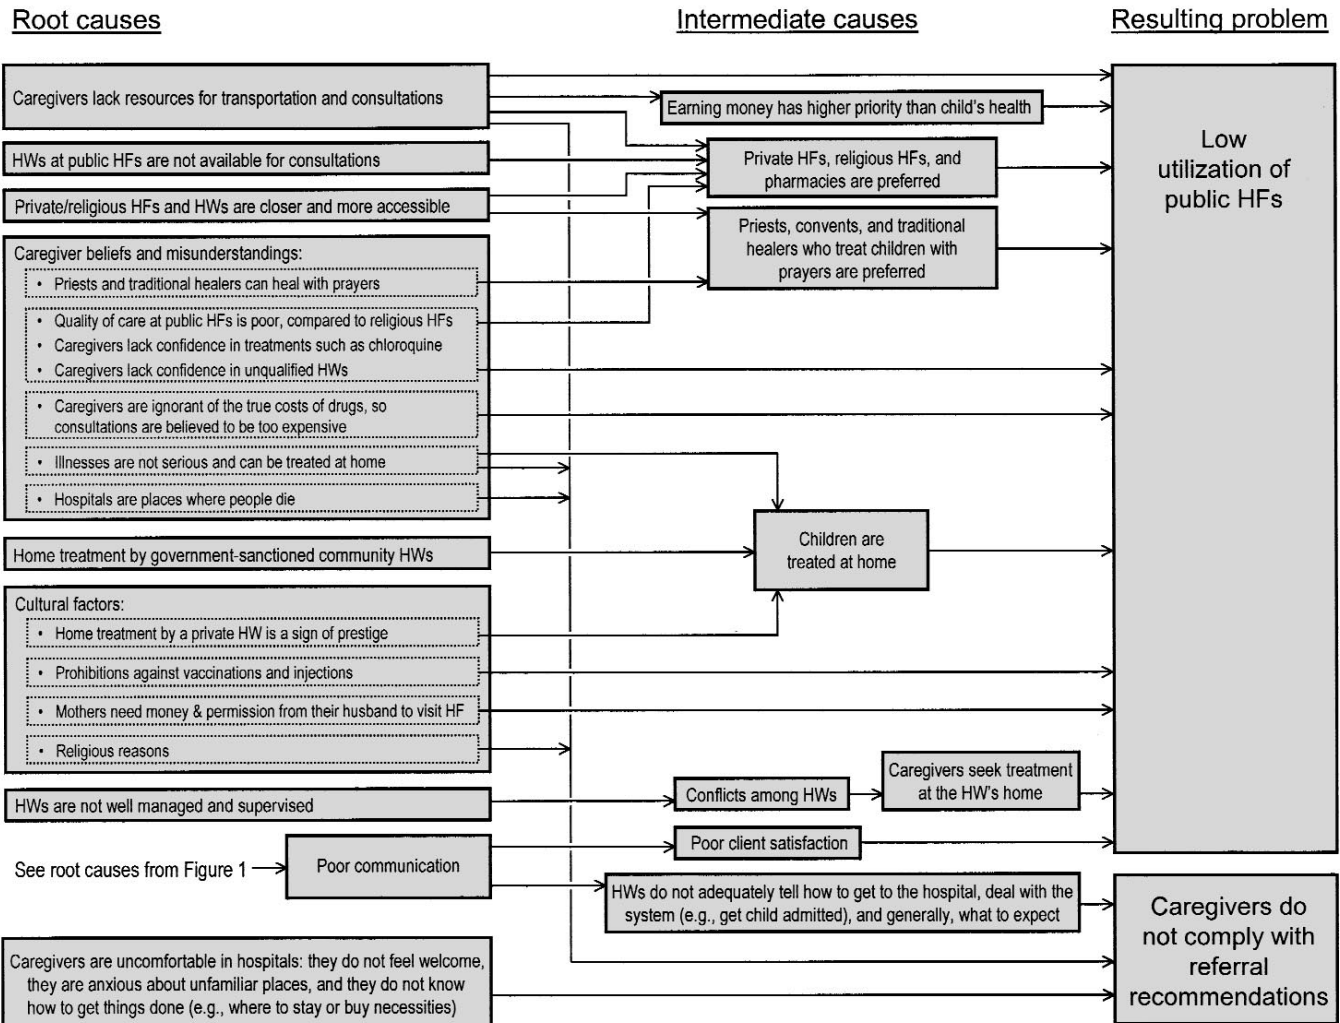 Root causes
Intermediate causes
Resulting problem
Caregivers lack resources for transportation and consultations
Earning money has higher priority than child's health
HWs at public HFs are not available for consultations
Private HFs, religious HFs, and
pharmacies are preferred
Low
utilization of
public HFs
Private/religious HFs and HWs are closer and more accessible
Priests, convents, and traditional
healers who treat children with
prayers are preferred
Caregiver beliefs and misunderstandings:
• Priests and traditional healers can heal with prayers
• Quality of care at public HFs is poor, compared to religious HFs
• Caregivers lack confidence in treatments such as chloroquine
• Caregivers lack confidence in unqualified HWs
• Caregivers are ignorant of the true costs of drugs, so
consultations are believed to be too expensive
• Illnesses are not serious and can be treated at home
• Hospitals are places where people die
Children are
treated at home
Home treatment by government-sanctioned community HWs
Cultural factors:
• Home treatment by a private HW is a sign of prestige
• Prohibitions against vaccinations and injections
• Mothers need money & permission from their husband to visit HF
• Religious reasons
HWs are not well managed and supervised
Conflicts among HWs
Caregivers seek treatment
at the HW's home
See root causes from Figure 1
Poor communication
Poor client satisfaction
HWs do not adequately tell how to get to the hospital, deal with the
system (e.g., get child admitted), and generally, what to expect
Caregivers do
not comply with
referral
recommendations
Caregivers are uncomfortable in hospitals: they do not feel welcome,
they are anxious about unfamiliar places, and they do not know
how to get things done (e.g., where to stay or buy necessities)